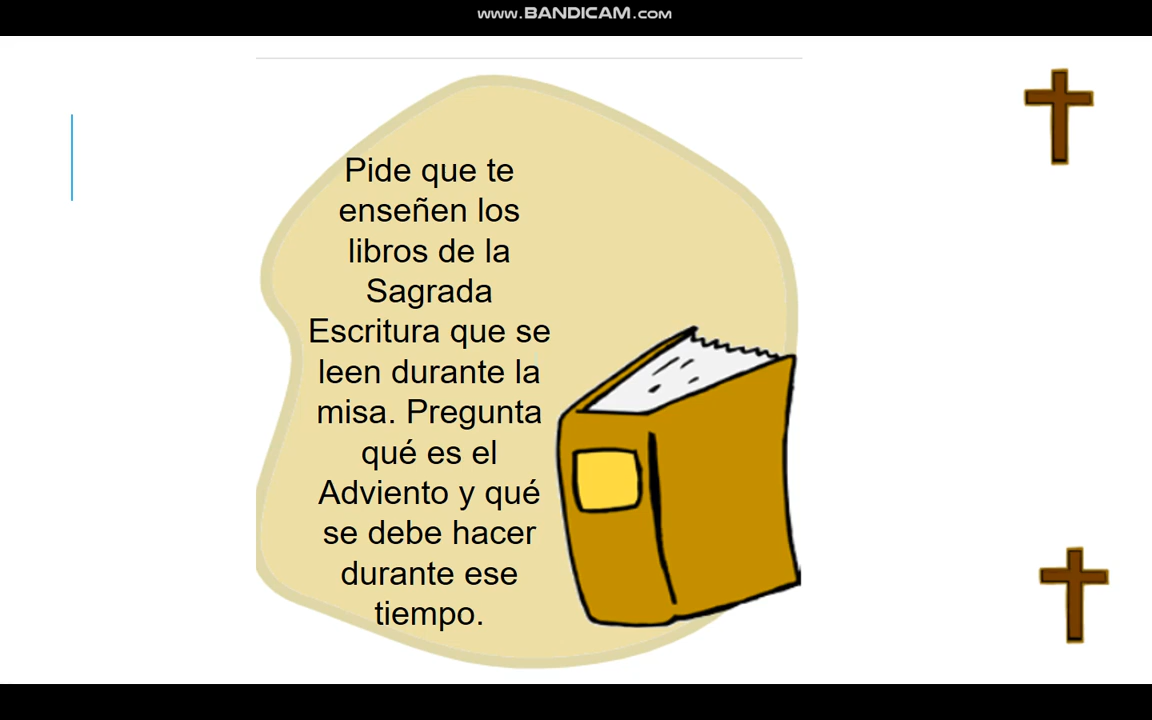 www.BANDICAM.com
Pide que te
enseñen los
libros de la
Sagrada
Escritura que se
leen durante la
misa. Pregunta
qué es el
Adviento y qué
se debe hacer
durante ese
tiempo.